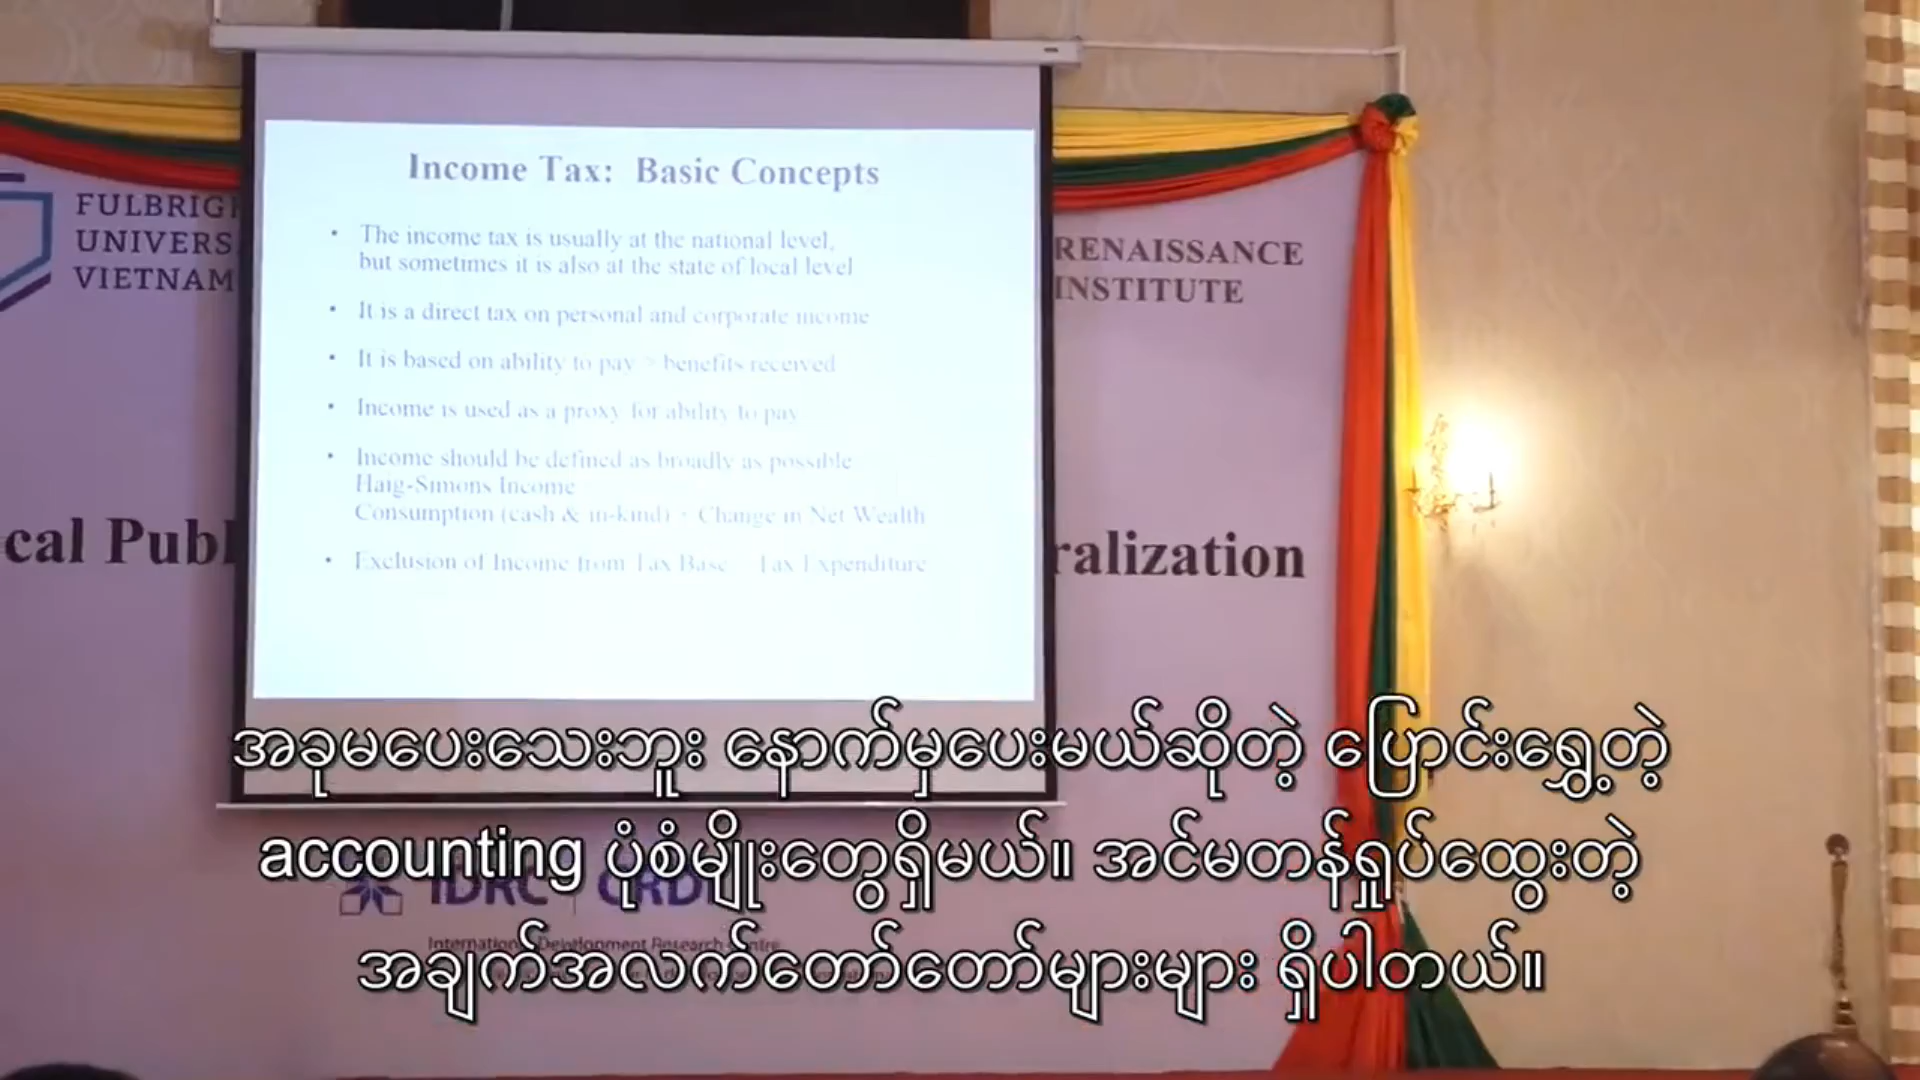 Income Tax: Basic Concepts
• The income tax is usually at the national level,
but sometimes it is also at the state of local level
• It is a direct tax on personal and corporate income
• It is based on ability to pay > benefits received
• Income is used as a proxy for ability to pay
• Income should be defined as broadly as possible
Haig-Simons Income
Consumption (cash & in-kind) + Change in Net Wealth
• Exclusion of Income from Tax Base = Tax Expenditure
FULBRIG
UNIVERS
VIETNAM
RENAISSANCE
INSTITUTE
cal Publ
ralization
IDRC CRD
International Development Research Centre
အခုမပေးသေးဘူး နောက်မှပေးမယ်ဆိုတဲ့ ပြောင်းရွှေ့တဲ့
accounting ပုံစံမျိုးတွေရှိမယ်။ အင်မတန်ရှုပ်ထွေးတဲ့
အချက်အလက်တော်တော်များများ ရှိပါတယ်။